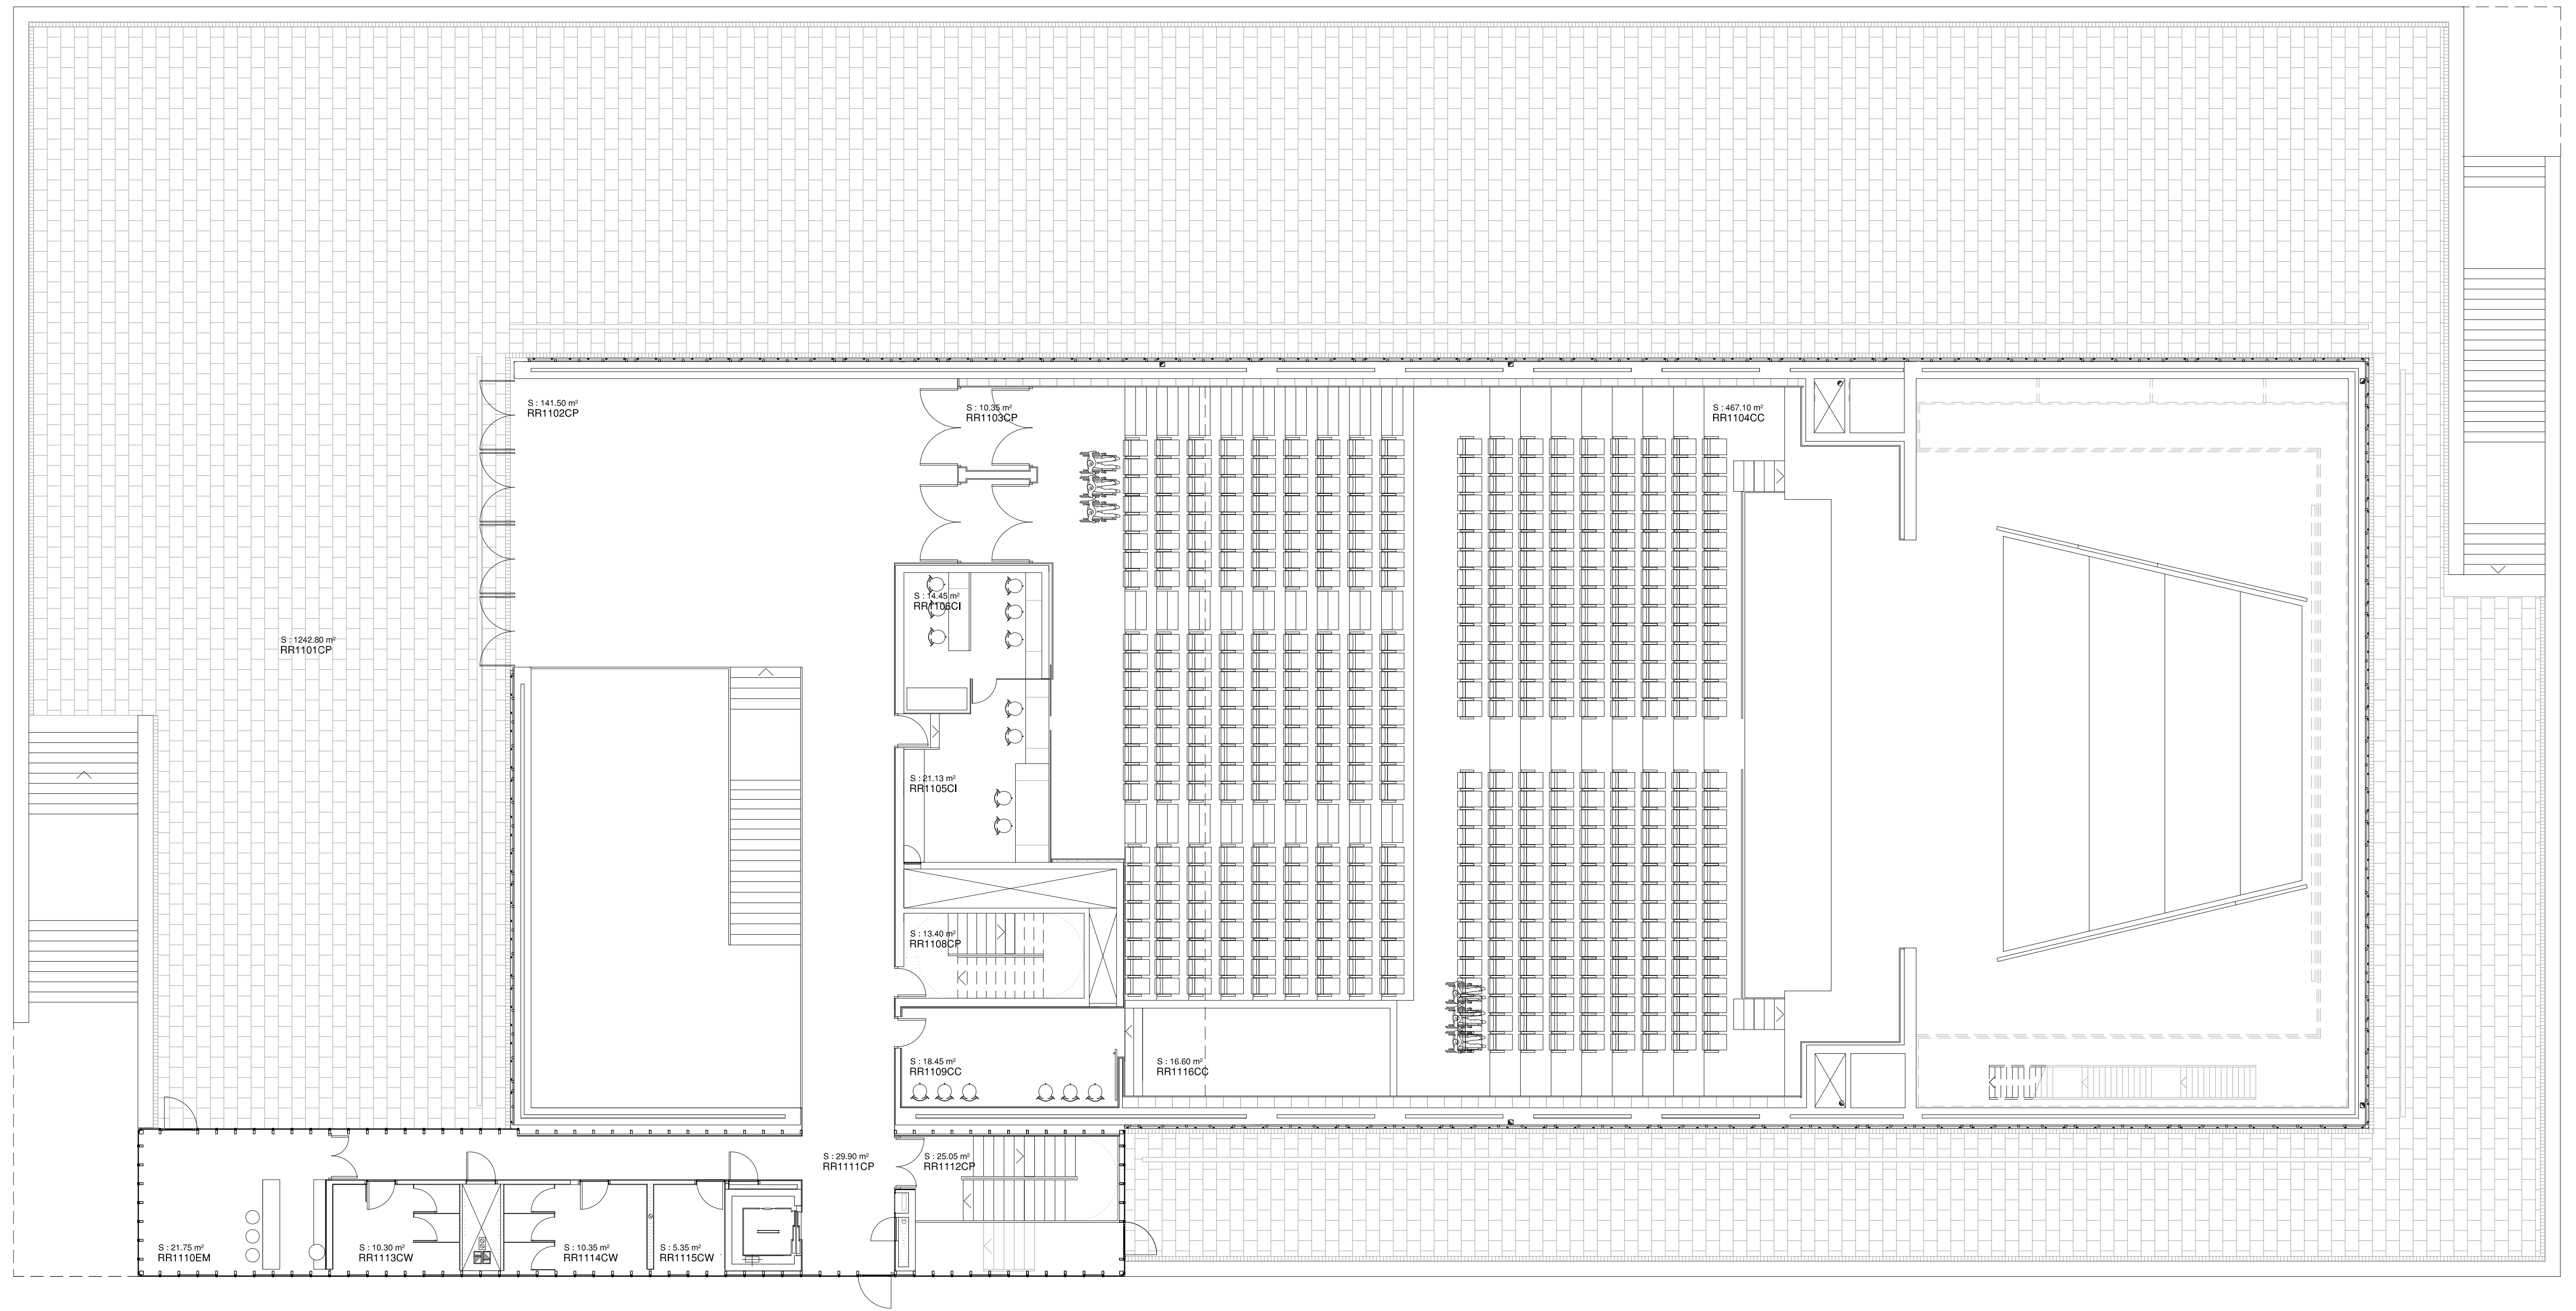 S : 141.50 m²
RR1102CP
S : 10.35 m²
RR1103CP
S : 467.10 m²
RR1104CC
S : 14.45 m²
RR1106CI
S : 1242.80 m²
RR1101CP
S : 21.13 m²
RR1105CI
S : 13.40 m²
RR1108CP
S : 18.45 m²
RR1109CC
S : 16.60 m²
RR1116CC
S : 29.90 m²
RR1111CP
S : 25.05 m²
RR1112CP
S : 21.75 m²
RR1110EM
S : 10.30 m²
RR1113CW
S : 10.35 m²
RR1114CW
S : 5.35 m²
RR1115CW